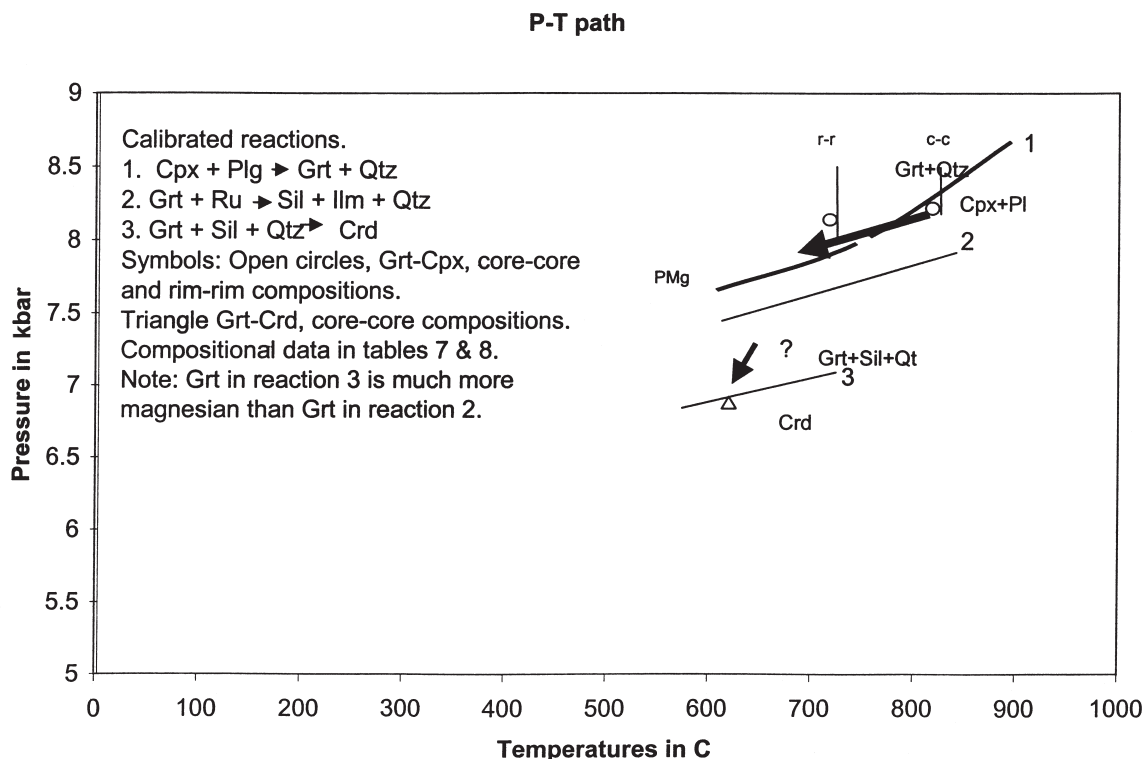 P-T path
9
8.5
8
7.5
7
6.5
6
5.5
5
Pressure in kbar
Calibrated reactions.
1. Cpx + Plg → Grt + Qtz
2. Grt + Ru → Sil + Ilm + Qtz
3. Grt + Sil + Qtz → Crd
Symbols: Open circles, Grt-Cpx, core-core
and rim-rim compositions.
Triangle Grt-Crd, core-core compositions.
Compositional data in tables 7 & 8.
Note: Grt in reaction 3 is much more
magnesian than Grt in reaction 2.
r-r
c-c
1
Grt+Qtz
Cpx+Pl
2
PMg
?
Grt+Sil+Qt
3
Crd
0 100 200 300 400 500 600 700 800 900 1000
Temperatures in C